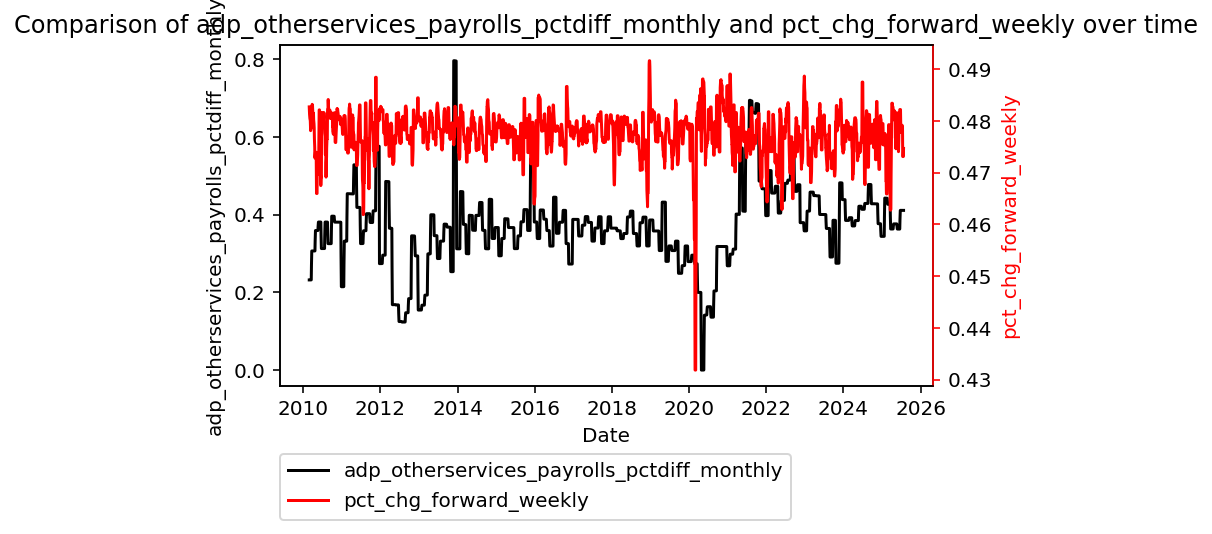 Comparison of adp_otherservices_payrolls_pctdiff_monthly and pct_chg_forward_weekly over time
adp_otherservices_payrolls_pctdiff_monthly
0.8
0.6
0.4
0.2
0.0
0.49
0.48
0.47
0.46
0.45
0.44
0.43
pct_chg_forward_weekly
2010 2012 2014 2016 2018 2020 2022 2024 2026
Date
adp_otherservices_payrolls_pctdiff_monthly
pct_chg_forward_weekly